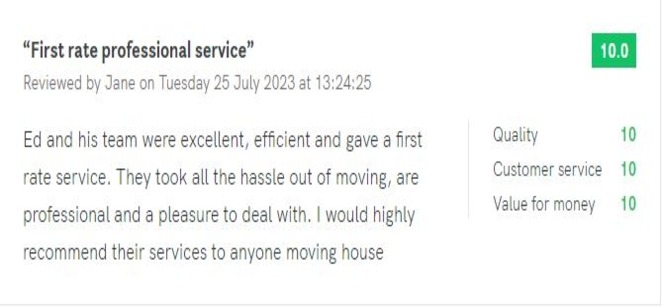 “First rate professional service”
10.0
Reviewed by Jane on Tuesday 25 July 2023 at 13:24:25
Ed and his team were excellent, efficient and gave a first
rate service. They took all the hassle out of moving, are
professional and a pleasure to deal with. I would highly
recommend their services to anyone moving house
Quality 10
Customer service 10
Value for money 10